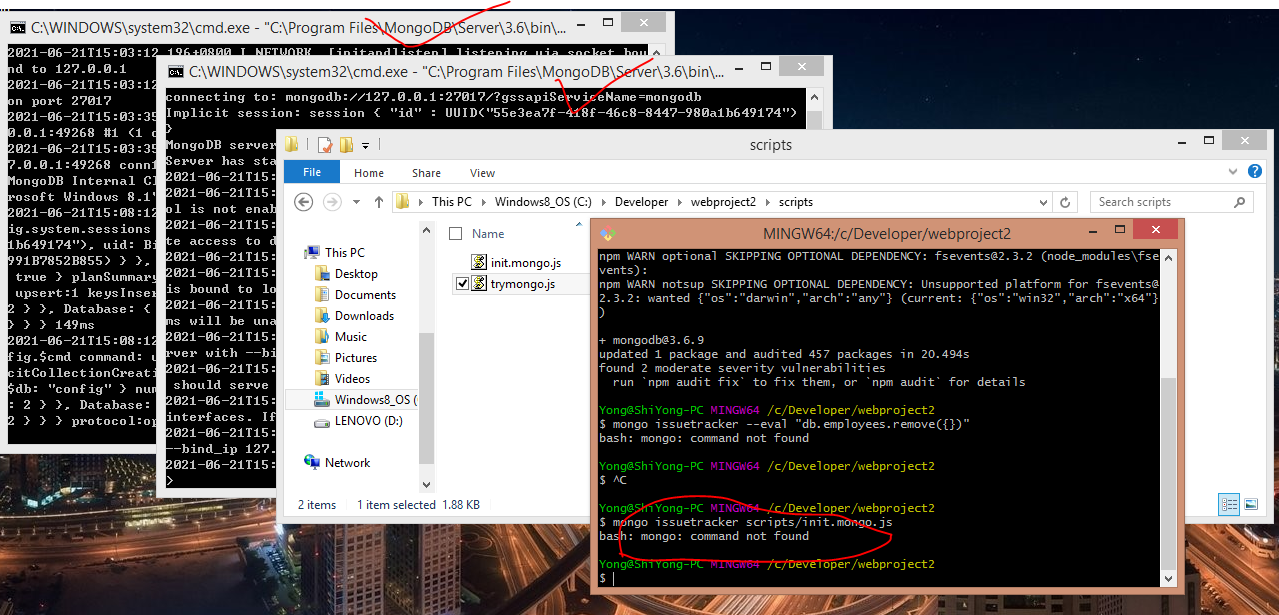 C:\WINDOWS\system32\cmd.exe - "C:\Program Files\MongoDB\Server\3.6\bin\...
2021-06-21T15:03:12.196+0800 I NETWORK  [initandlisten] listening via socket bou
nd to 127.0.0.1
2021-06-21T15:03:12
on port 27017
2021-06-21T15:03:35
0.0.1:49268 #1 (1 c
2021-06-21T15:03:35
7.0.0.1:49268 conn1
MongoDB Internal Cl
rosoft Windows 8.1"
2021-06-21T15:08:12
ig.system.sessions
1b649174"), uid: Bi
991B7852B855) } },
true } planSummary
upsert:1 keysInser
2 } }, Database: {
} } } 149ms
2021-06-21T15:08:12
fig.$cmd command: u
citCollectionCreati
$db: "config" } num
: 2 } }, Database:
2 } } } protocol:op
C:\WINDOWS\system32\cmd.exe - "C:\Program Files\MongoDB\Server\3.6\bin\...
connecting to: mongodb://127.0.0.1:27017/?gssapiServiceName=mongodb
Implicit session: session { "id" : UUID("55e3ea7f-418f-46c8-8447-980a1b649174")
}
MongoDB server
Server has sta
2021-06-21T15:
2021-06-21T15:
ol is not enab
2021-06-21T15:
te access to d
2021-06-21T15:
2021-06-21T15:
is bound to lo
2021-06-21T15:
ms will be una
2021-06-21T15:
rver with --bi
2021-06-21T15:
should serve
2021-06-21T15:
interfaces. If
2021-06-21T15:
--bind_ip 127.
2021-06-21T15:
>
scripts
File Home Share View
This PC Windows8_OS (C:) Developer webproject2 scripts
Search scripts
This PC
Desktop
Documents
Downloads
Music
Pictures
Videos
Windows8_OS (
LENOVO (D:)
Network
Name
init.mongo.js
trymongo.js
2 items 1 item selected 1.88 KB
MINGW64:/c/Developer/webproject2
npm WARN optional SKIPPING OPTIONAL DEPENDENCY: fsevents@2.3.2 (node_modules\fse
vents):
npm WARN notsup SKIPPING OPTIONAL DEPENDENCY: Unsupported platform for fsevents@
2.3.2: wanted {"os":"darwin","arch":"any"} (current: {"os":"win32","arch":"x64"}
)
+ mongodb@3.6.9
updated 1 package and audited 457 packages in 20.494s
found 2 moderate severity vulnerabilities
run `npm audit fix` to fix them, or `npm audit` for details
Yong@ShiYong-PC MINGW64 /c/Developer/webproject2
$ mongo issuetracker --eval "db.employees.remove({})"
bash: mongo: command not found
Yong@ShiYong-PC MINGW64 /c/Developer/webproject2
$ ^C
Yong@ShiYong-PC MINGW64 /c/Developer/webproject2
$ mongo issuetracker scripts/init.mongo.js
bash: mongo: command not found
Yong@ShiYong-PC MINGW64 /c/Developer/webproject2
$